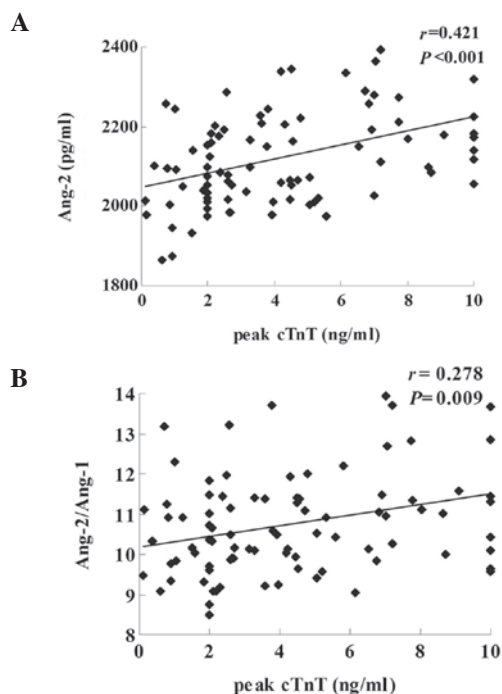 A
r=0.421
P<0.001
2400
2200
2000
1800
Ang-2 (pg/ml)
0 2 4 6 8 10
peak cTnT (ng/ml)
B
r= 0.278
P= 0.009
14
13
12
11
10
9
8
Ang-2/Ang-1
0 2 4 6 8 10
peak cTnT (ng/ml)